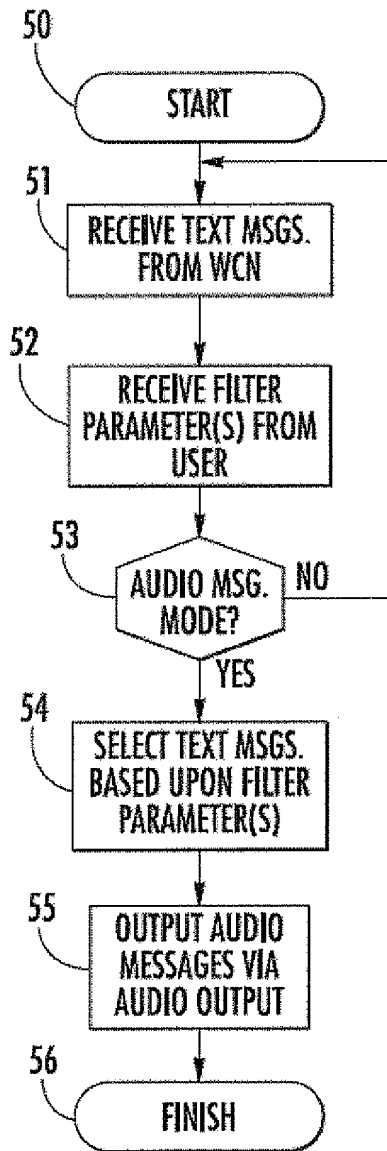 50
START
51
RECEIVE TEXT MSGS.
FROM WCN
52
RECEIVE FILTER
PARAMETER(S) FROM
USER
53
AUDIO MSG.
MODE?
NO
YES
54
SELECT TEXT MSGS.
BASED UPON FILTER
PARAMETER(S)
55
OUTPUT AUDIO
MESSAGES VIA
AUDIO OUTPUT
56
FINISH